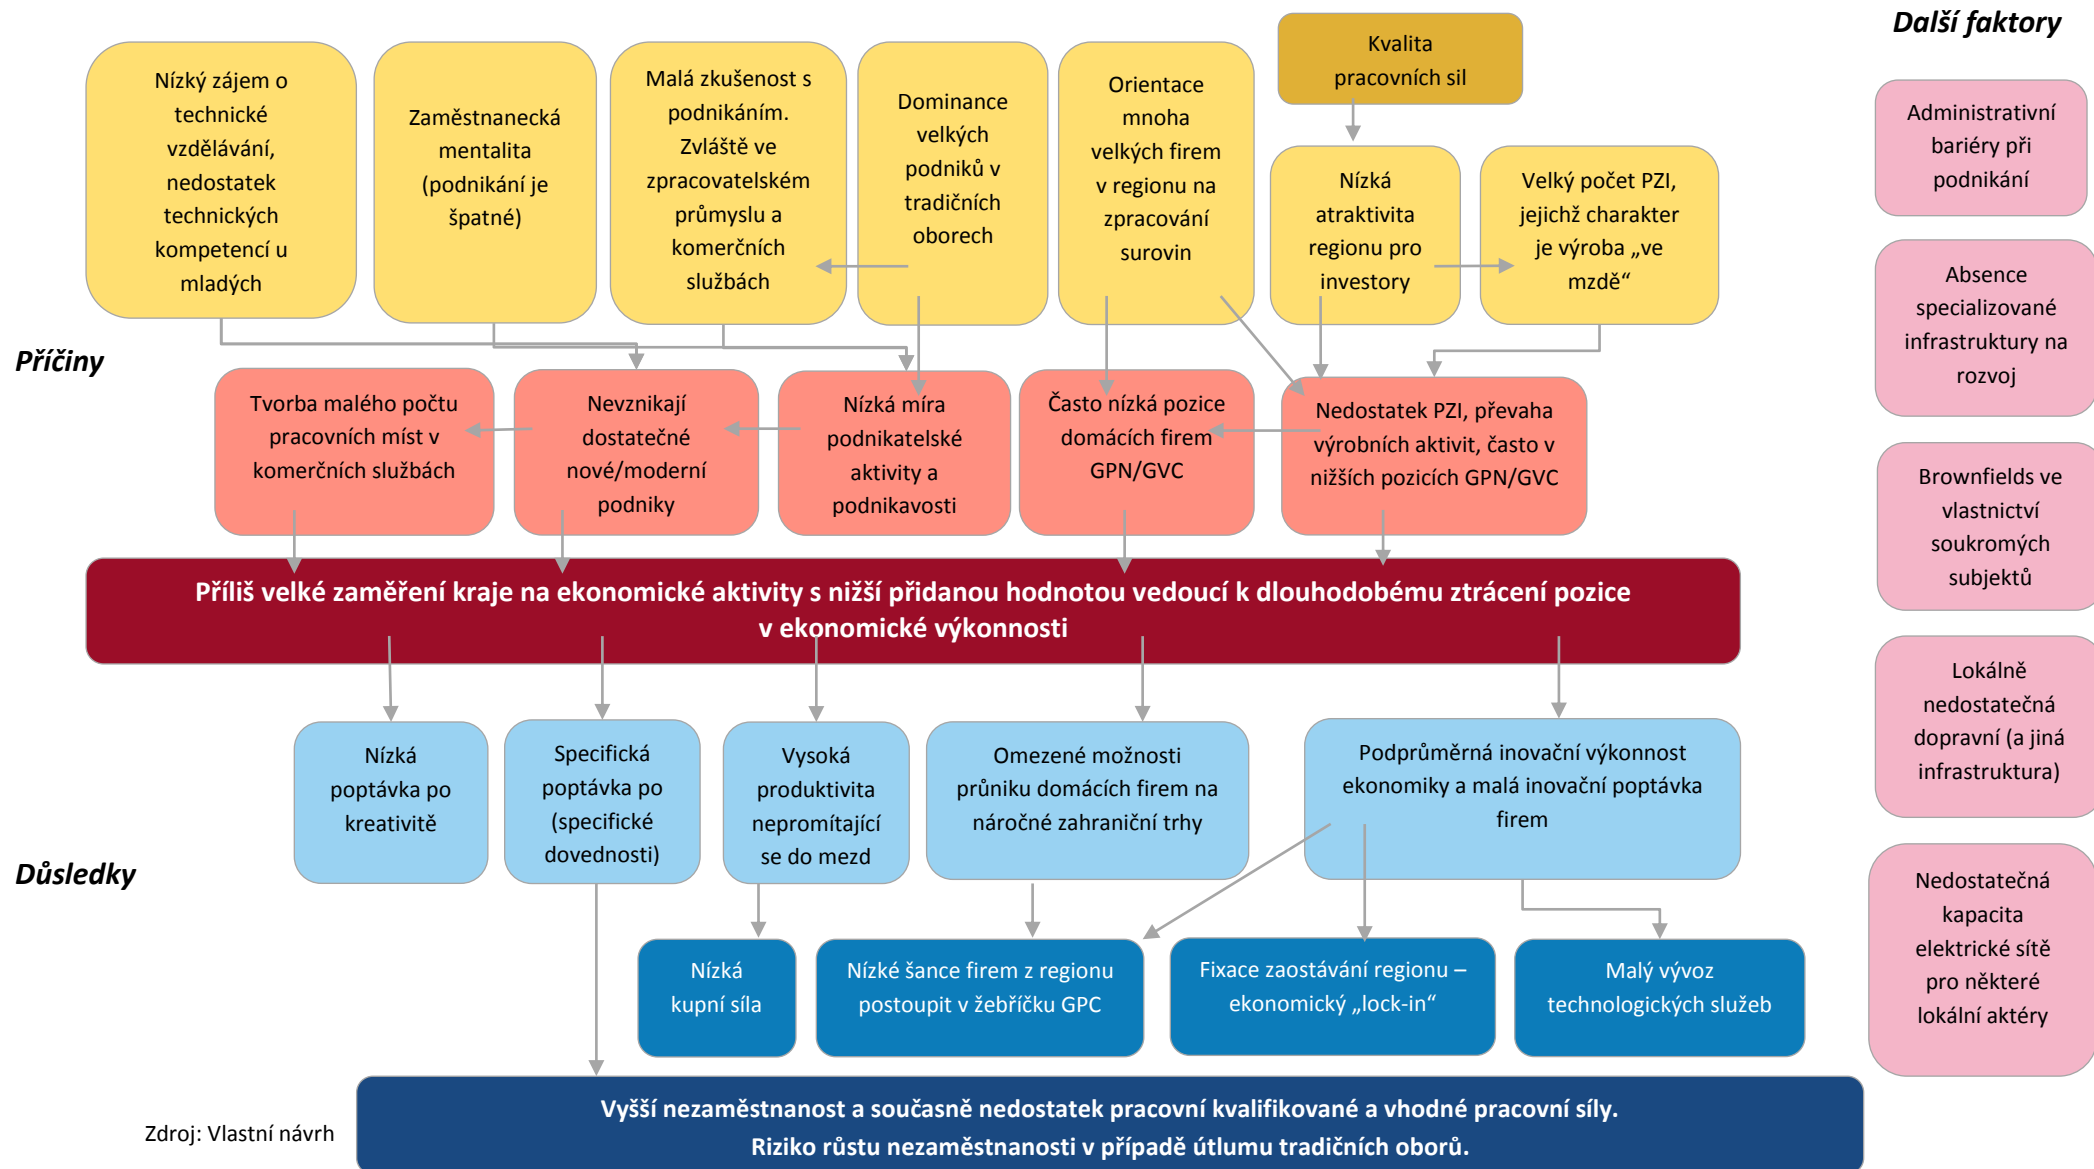 Další faktory
Kvalita
pracovních sil
Nízký zájem o
technické
vzdělávání,
nedostatek
technických
kompetencí u
mladých
Zaměstnanecká
mentalita
(podnikání je
špatné)
Malá zkušenost s
podnikáním.
Zvláště ve
zpracovatelském
průmyslu a
komerčních
službách
Dominance
velkých
podniků v
tradičních
oborech
Orientace
mnoha
velkých firem
v regionu na
zpracování
surovin
Nízká
atraktivita
regionu pro
investory
Velký počet PZI,
jejichž charakter
je výroba „ve
mzdě“
Administrativní
bariéry při
podnikání
Absence
specializované
infrastruktury na
rozvoj
Příčiny
Tvorba malého počtu
pracovních míst v
komerčních službách
Nevznikají
dostatečné
nové/moderní
podniky
Nízká míra
podnikatelské
aktivity a
podnikavosti
Často nízká pozice
domácích firem
GPN/GVC
Nedostatek PZI, převaha
výrobních aktivit, často v
nižších pozicích GPN/GVC
Brownfields ve
vlastnictví
soukromých
subjektů
Příliš velké zaměření kraje na ekonomické aktivity s nižší přidanou hodnotou vedoucí k dlouhodobému ztrácení pozice
v ekonomické výkonnosti
Lokálně
nedostatečná
dopravní (a jiná
infrastruktura)
Nízká
poptávka po
kreativitě
Specifická
poptávka po
(specifické
dovednosti)
Vysoká
produktivita
nepromítající
se do mezd
Omezené možnosti
průniku domácích firem na
náročné zahraniční trhy
Podprůměrná inovační výkonnost
ekonomiky a malá inovační poptávka
firem
Důsledky
Nedostatečná
kapacita
elektrické sítě
pro některé
lokální aktéry
Nízká
kupní síla
Nízké šance firem z regionu
postoupit v žebříčku GPC
Fixace zaostávání regionu –
ekonomický „lock-in“
Malý vývoz
technologických služeb
Vyšší nezaměstnanost a současně nedostatek pracovní kvalifikované a vhodné pracovní síly.
Riziko růstu nezaměstnanosti v případě útlumu tradičních oborů.
Zdroj: Vlastní návrh